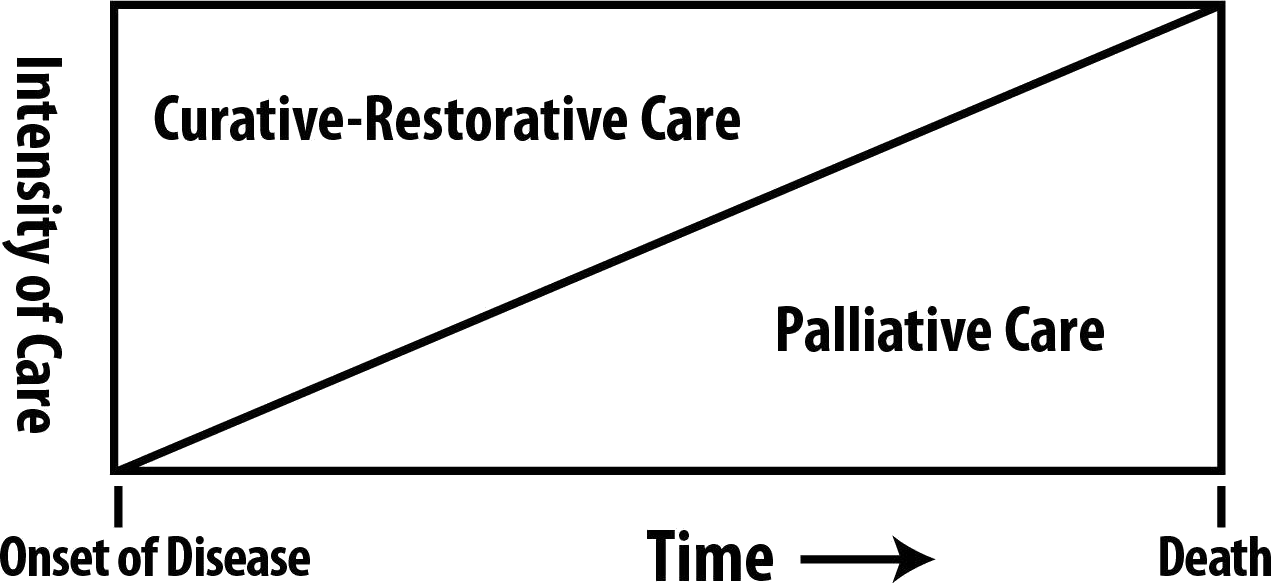 Intensity of Care
Curative-Restorative Care
Palliative Care
Onset of Disease
Time
Death